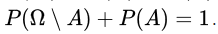 P(Ω \ A) + P(A) = 1.